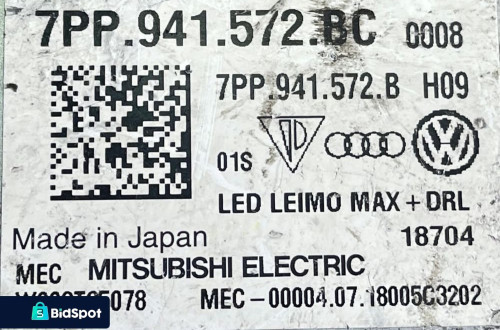 7PP.941.572.BC 0008
7PP.941.572.B H09
01S
LED LEIMO MAX + DRL
Made in Japan 18704
MEC MITSUBISHI ELECTRIC
MEC-00004.07.18005C3202
BidSpot